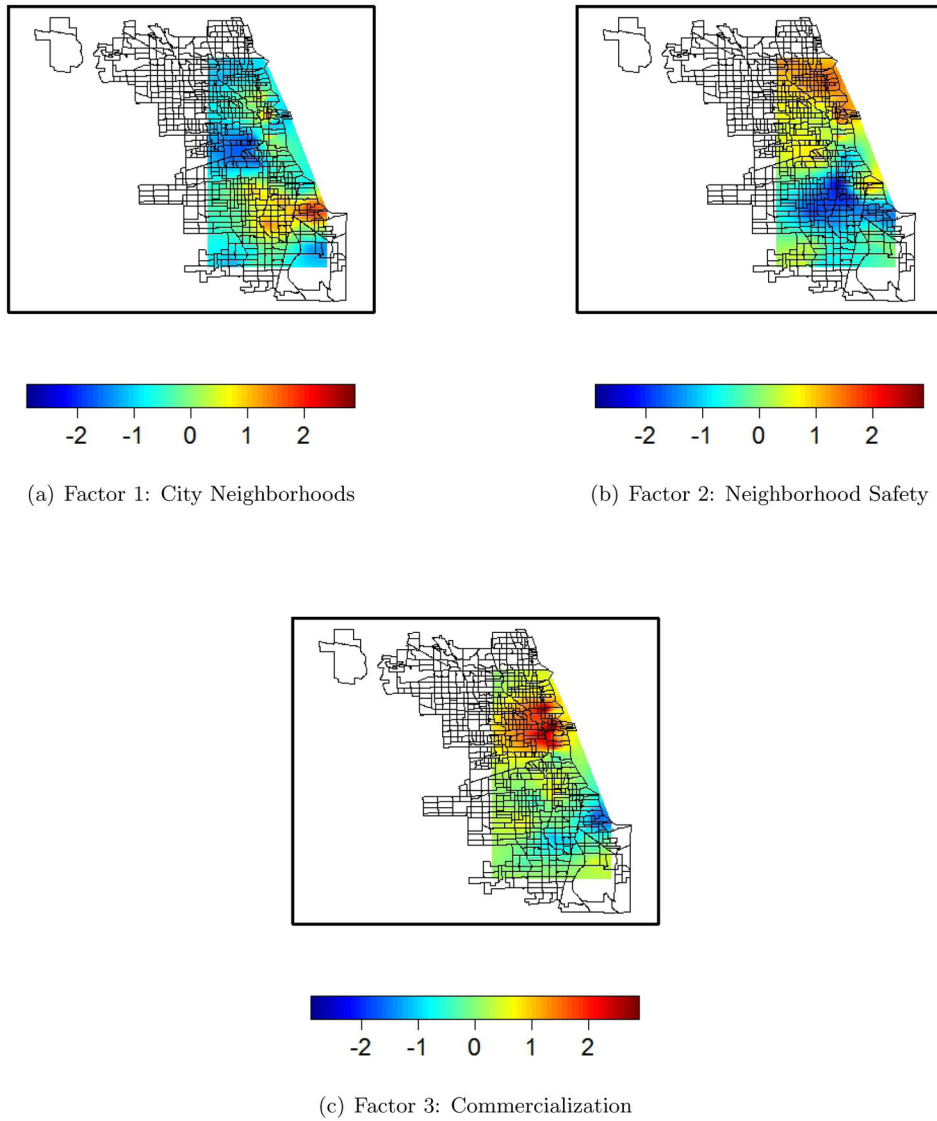 -2 -1 0 1 2
-2 -1 0 1 2
(a) Factor 1: City Neighborhoods
(b) Factor 2: Neighborhood Safety
-2 -1 0 1 2
(c) Factor 3: Commercialization